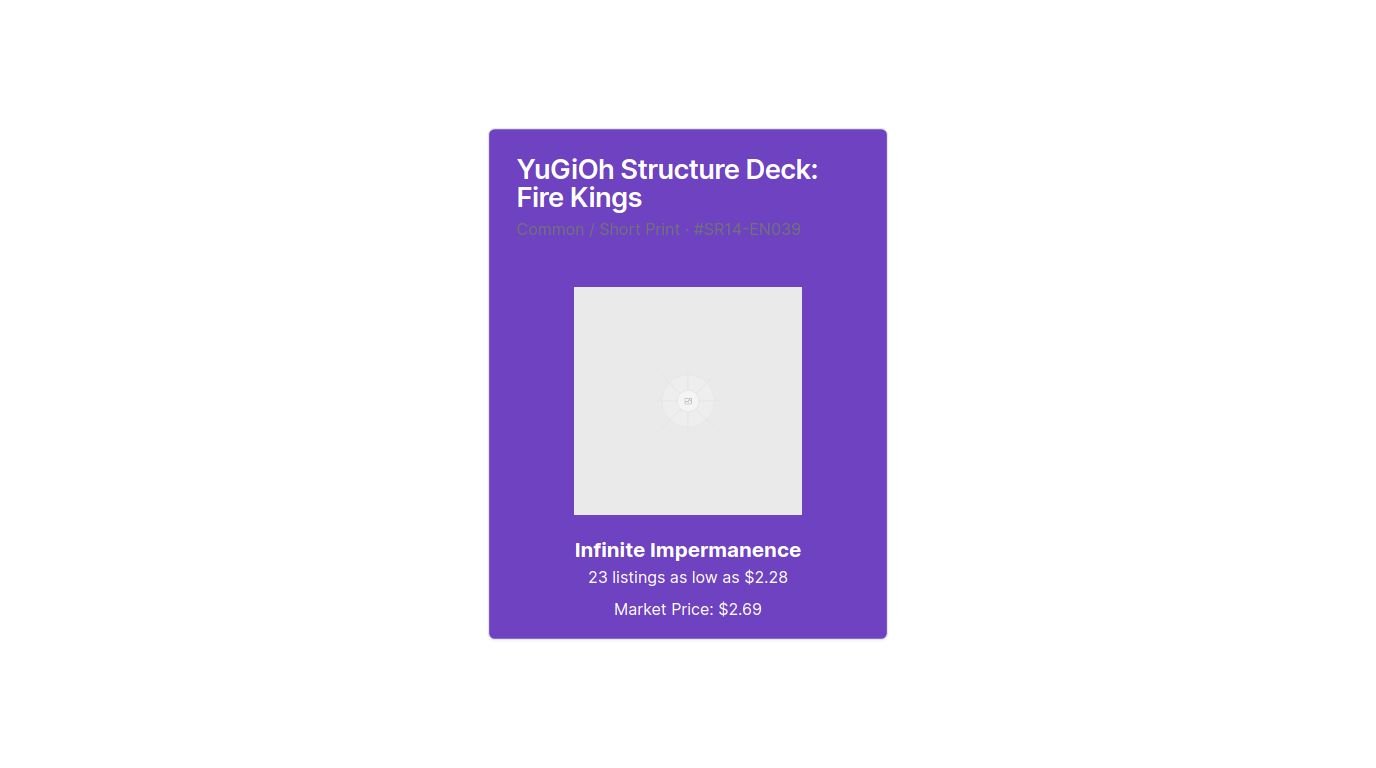 YuGiOh Structure Deck:
Fire Kings
Common / Short Print · #SR14-EN039
Infinite Impermanence
23 listings as low as $2.28
Market Price: $2.69